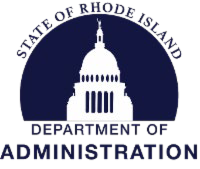 STATE OF RHODE ISLAND
DEPARTMENT OF
ADMINISTRATION